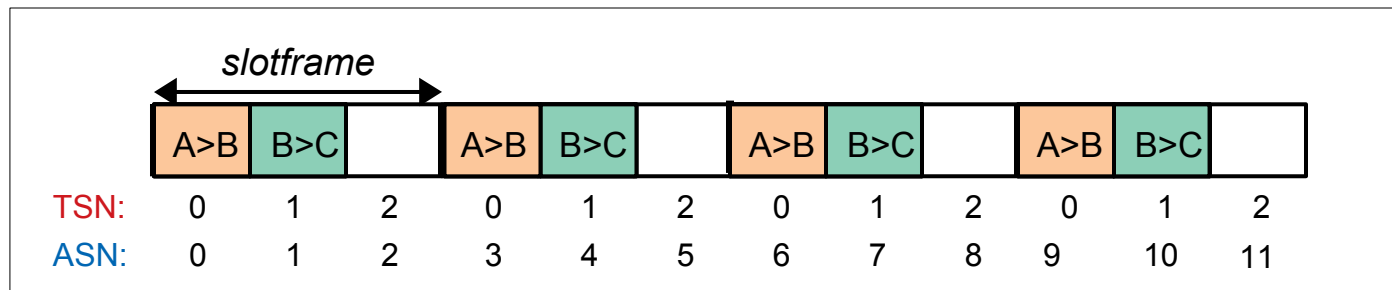 slotframe
A>B B>C A>B B>C A>B B>C A>B B>C
TSN: 0 1 2 0 1 2 0 1 2 0 1 2
ASN: 0 1 2 3 4 5 6 7 8 9 10 11